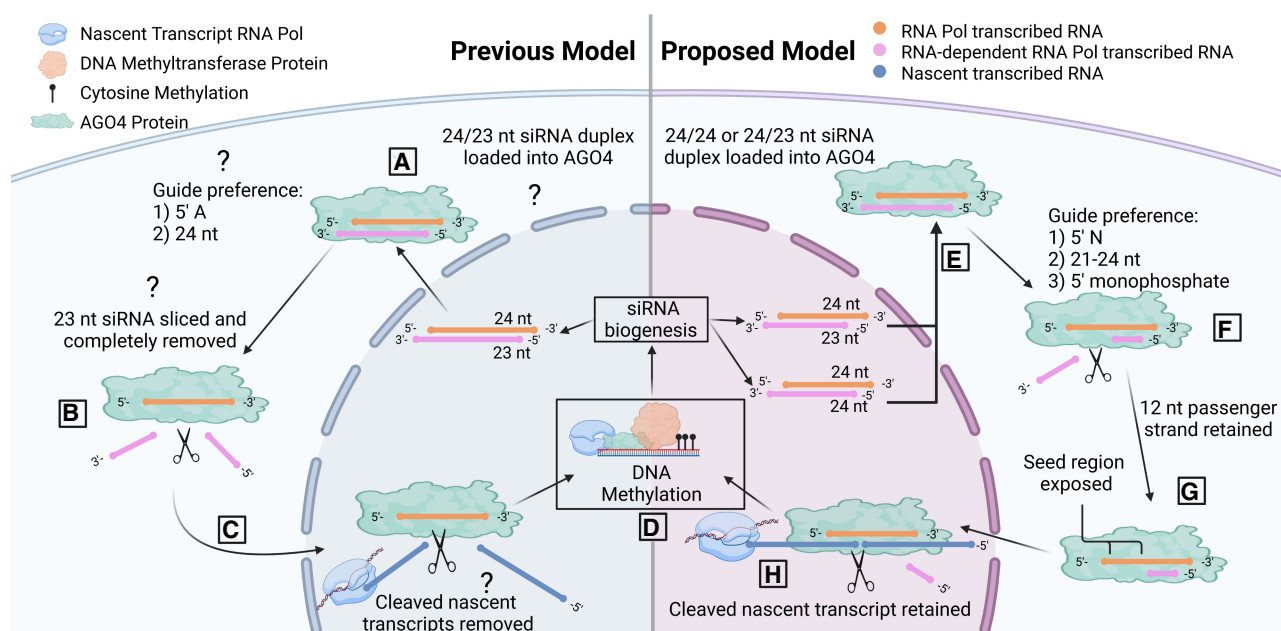 Nascent Transcript RNA Pol
DNA Methyltransferase Protein
Cytosine Methylation
AGO4 Protein
Previous Model
Proposed Model
RNA Pol transcribed RNA
RNA-dependent RNA Pol transcribed RNA
Nascent transcribed RNA
24/23 nt siRNA duplex
loaded into AGO4
?
A
?
Guide preference:
1) 5' A
2) 24 nt
5'-
-3'
3'-
-5'
?
23 nt siRNA sliced and
completely removed
B
5'-
-3'
3'-
-5'
C
24 nt
5'-
-3'
3'-
-5'
23 nt
siRNA
biogenesis
DNA
Methylation
D
5'-
-3'
?
Cleaved nascent
transcripts removed
-5'
24/24 or 24/23 nt siRNA
duplex loaded into AGO4
5'-
-3'
3'-
-5'
E
24 nt
5'-
-3'
3'-
-5'
23 nt
24 nt
5'-
-3'
3'-
-5'
24 nt
Guide preference:
1) 5' N
2) 21-24 nt
3) 5' monophosphate
5'-
-3'
-5'
3'-
F
12 nt passenger
strand retained
Seed region
exposed
G
5'-
-3'
-5'
5'-
-3'
-5'
H
-5'
Cleaved nascent transcript retained